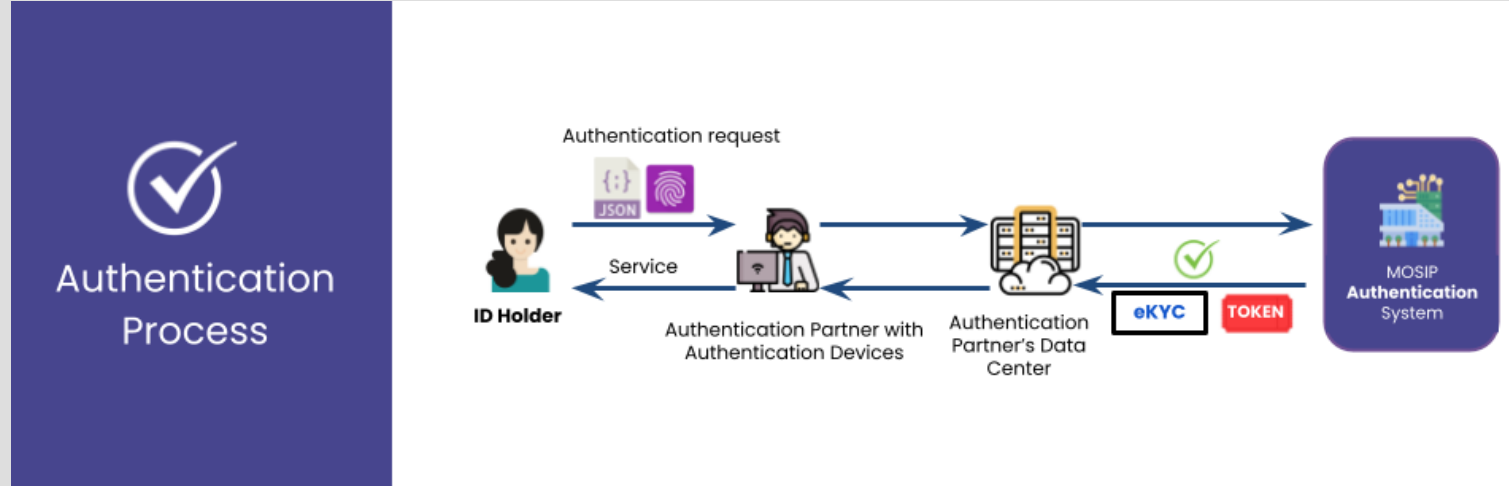 Authentication
Process
Authentication request
{;}
JSON
Service
ID Holder
Authentication Partner with
Authentication Devices
Authentication
Partner's Data
Center
eKYC
TOKEN
MOSIP
Authentication
System